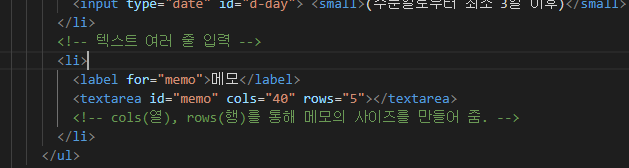 <input type="date" id="d-day"> <small>(주문일로부터 최소 3일 이후)</small>
</li>
<!-- 텍스트 여러 줄 입력 -->
<li>
<label for="memo">메모</label>
<textarea id="memo" cols="40" rows="5"></textarea>
<!-- cols(열), rows(행)를 통해 메모의 사이즈를 만들어 줌. -->
</li>
</ul>